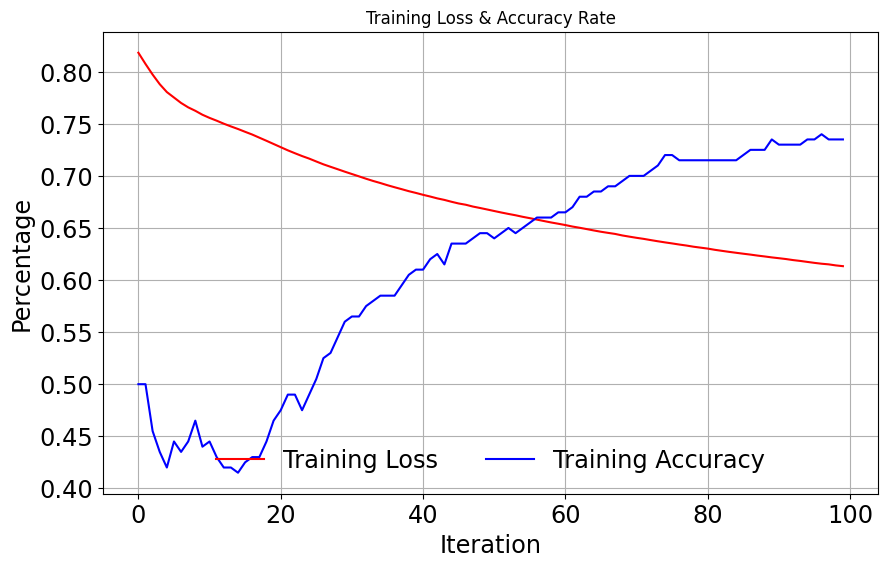 Training Loss & Accuracy Rate
0.80
0.75
0.70
0.65
0.60
0.55
0.50
0.45
0.40
Percentage
Training Loss Training Accuracy
0 20 40 60 80 100
Iteration